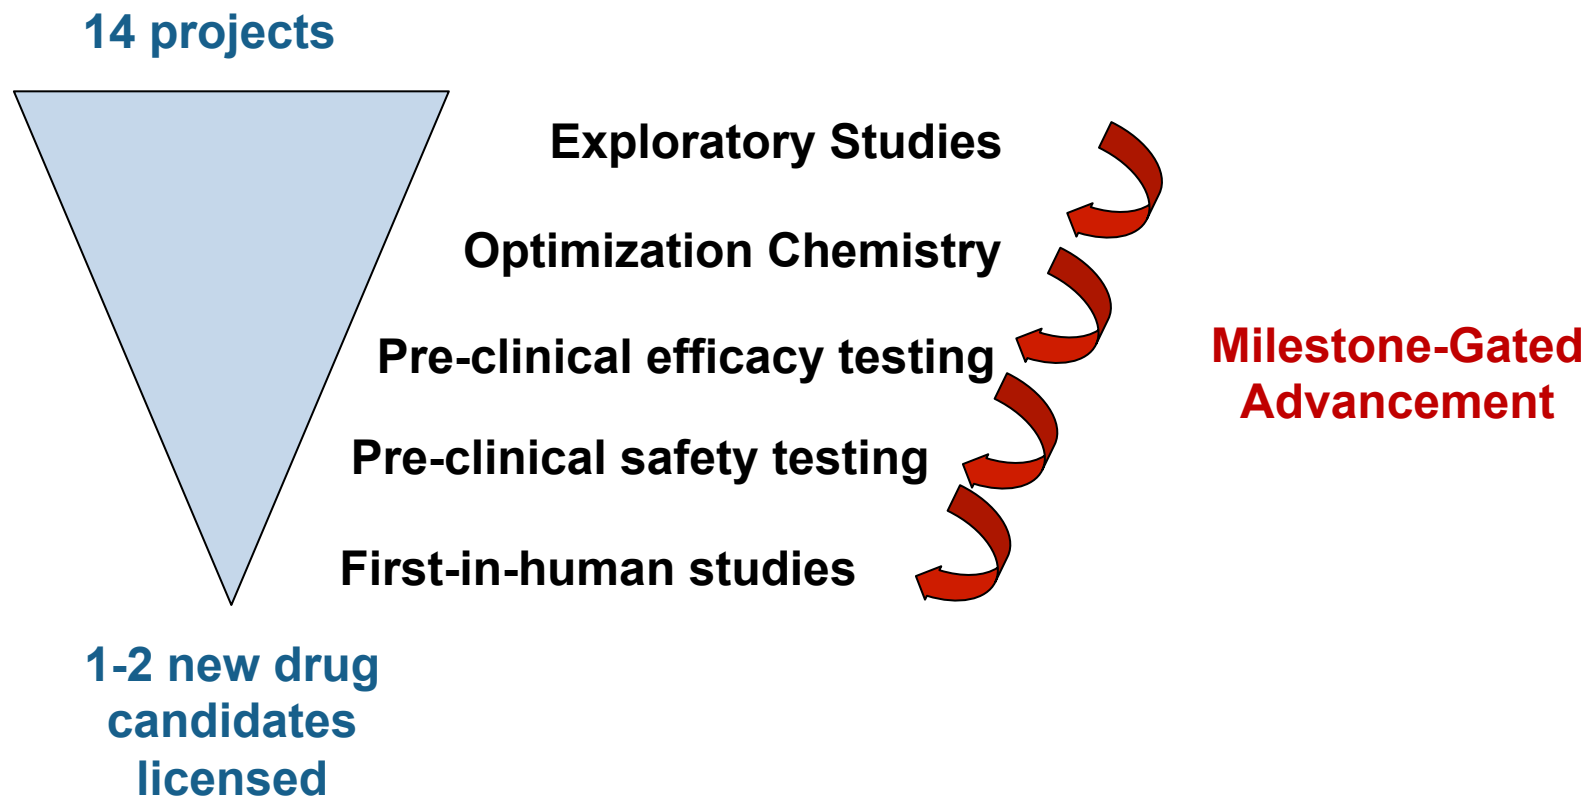 14 projects
Exploratory Studies
Optimization Chemistry
Pre-clinical efficacy testing
Pre-clinical safety testing
First-in-human studies
Milestone-Gated
Advancement
1-2 new drug
candidates
licensed